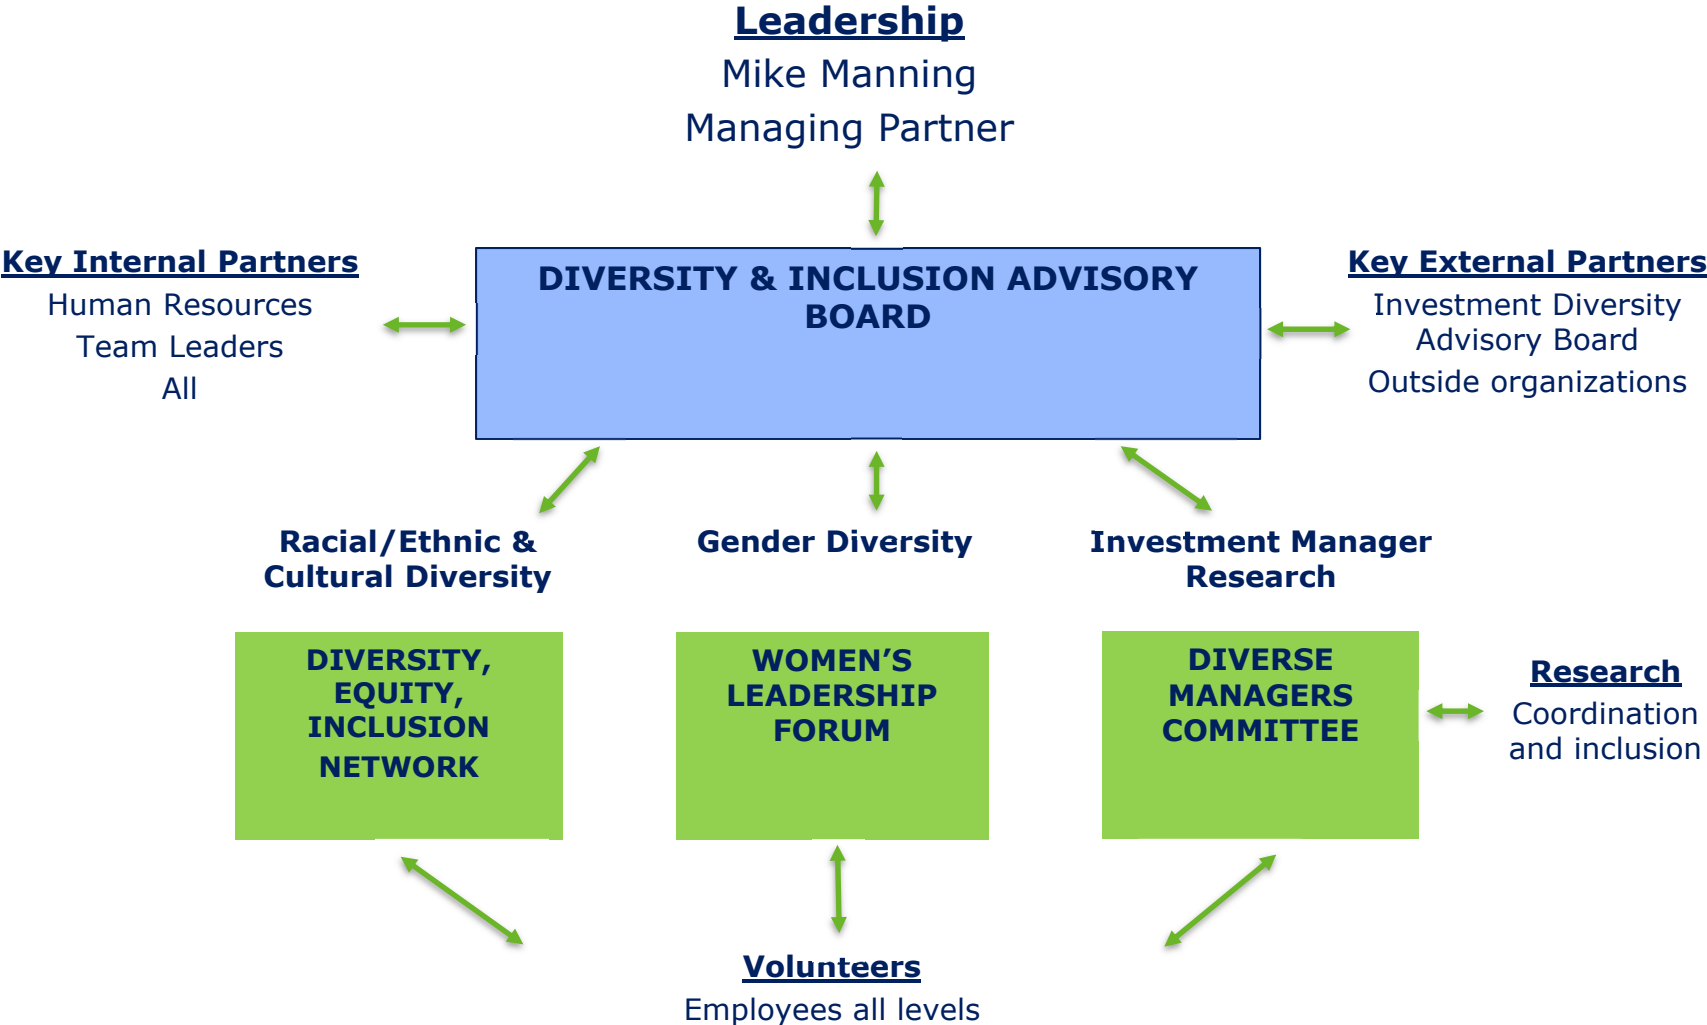 Leadership
Mike Manning
Managing Partner
Key Internal Partners
Human Resources
Team Leaders
All
DIVERSITY & INCLUSION ADVISORY
BOARD
Key External Partners
Investment Diversity
Advisory Board
Outside organizations
Racial/Ethnic &
Cultural Diversity
Gender Diversity
Investment Manager
Research
DIVERSITY,
EQUITY,
INCLUSION
NETWORK
WOMEN’S
LEADERSHIP
FORUM
DIVERSE
MANAGERS
COMMITTEE
Research
Coordination
and inclusion
Volunteers
Employees all levels